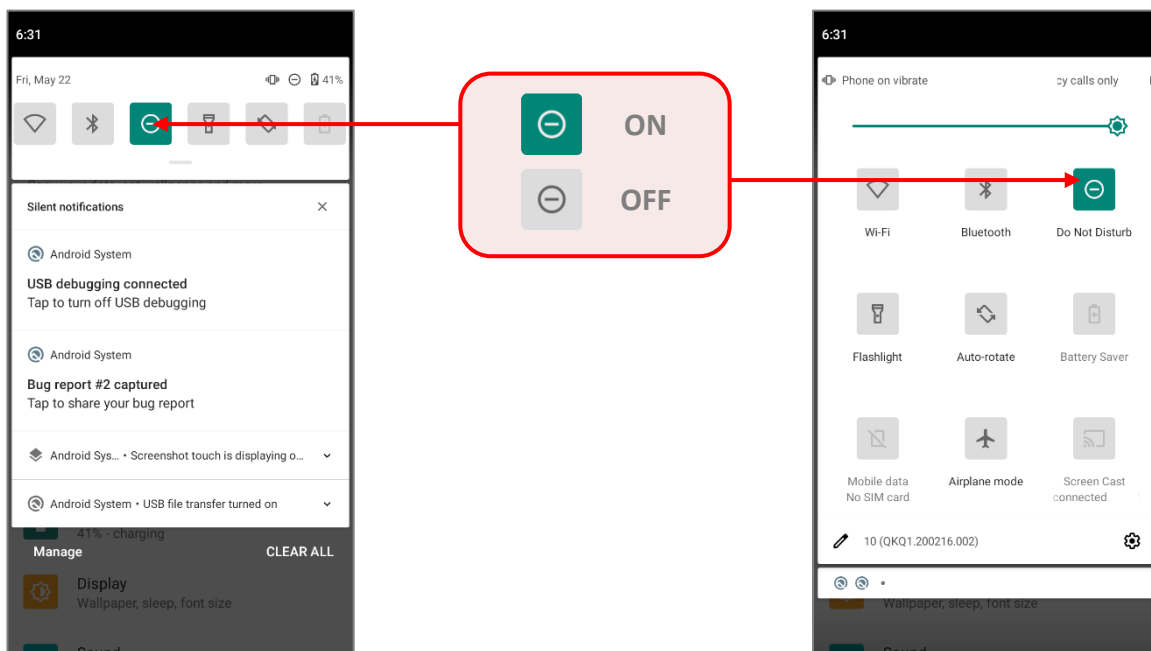 6:31
Fri, May 22
41%
Silent notifications
Android System
USB debugging connected
Tap to turn off USB debugging
Android System
Bug report #2 captured
Tap to share your bug report
Android Sys... • Screenshot touch is displaying o...
Android System • USB file transfer turned on
41% - charging
Manage
CLEAR ALL
Display
Wallpaper, sleep, font size
Sound
ON
OFF
6:31
Phone on vibrate
cy calls only
Wi-Fi
Bluetooth
Do Not Disturb
Flashlight
Auto-rotate
Battery Saver
Mobile data
No SIM card
Airplane mode
Screen Cast
connected
10 (QKQ1.200216.002)
Wallpaper, sleep, font size
Sound